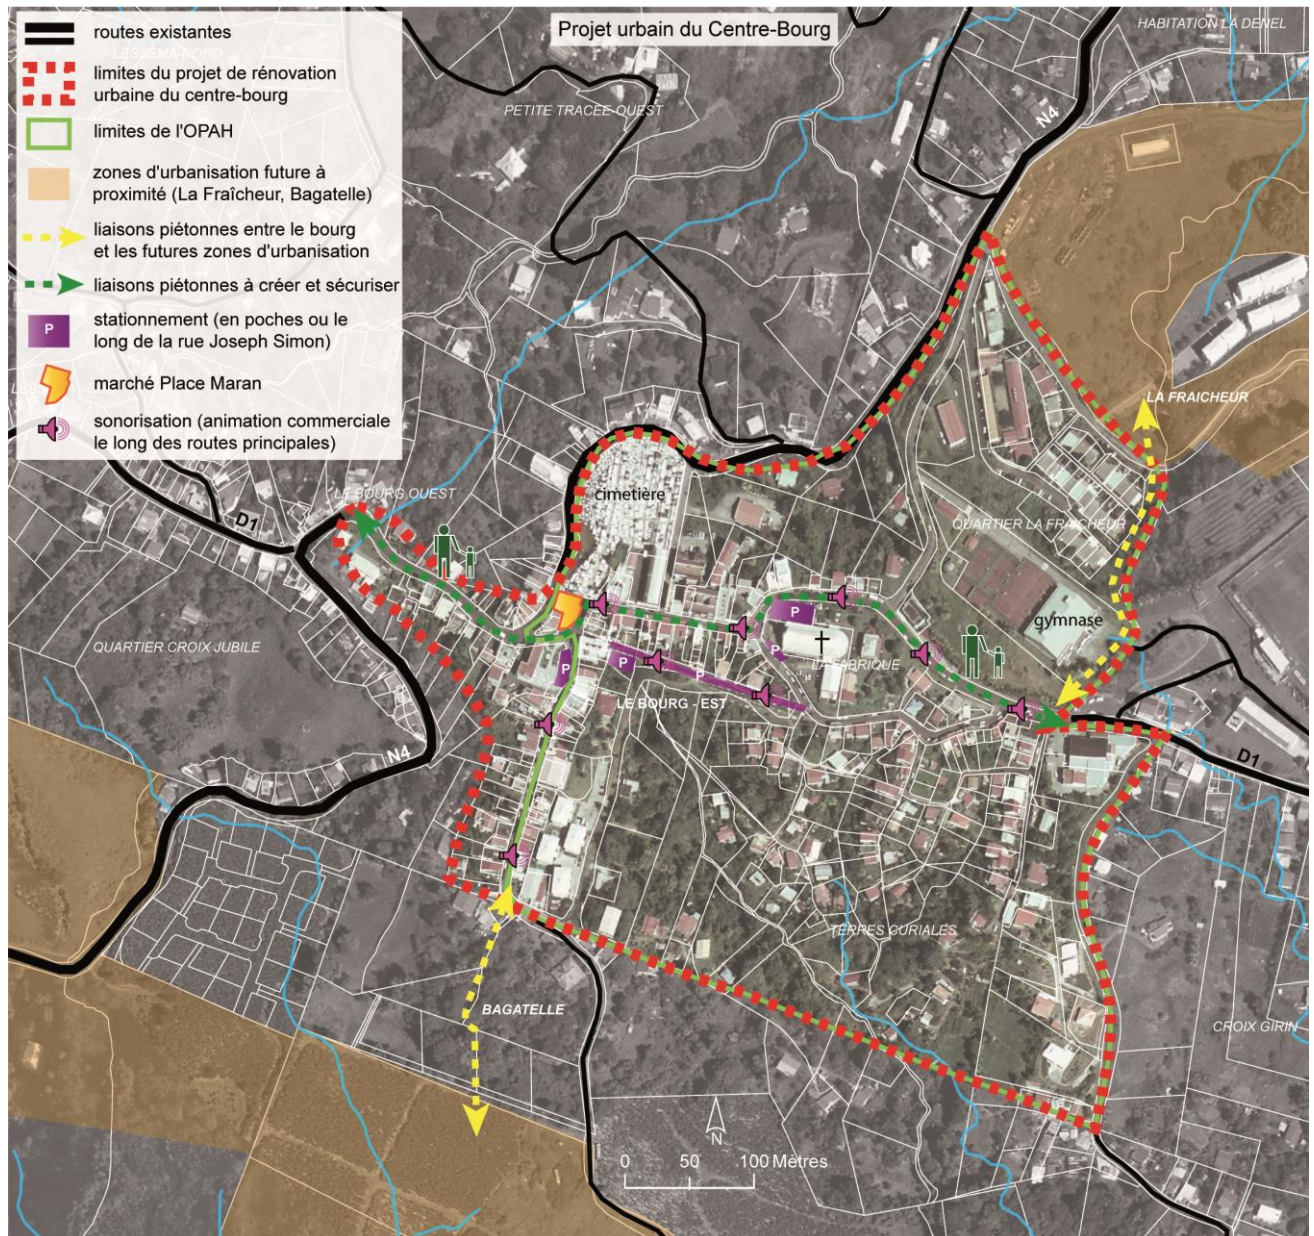 Projet urbain du Centre-Bourg
routes existantes
LESSEMA-NORD
limites du projet de rénovation
urbaine du centre-bourg
limites de l'OPAH
zones d'urbanisation future à
proximité (La Fraîcheur, Bagatelle)
liaisons piétonnes entre le bourg
et les futures zones d'urbanisation
liaisons piétonnes à créer et sécuriser
P
stationnement (en poches ou le
long de la rue Joseph Simon)
marché Place Maran
sonorisation (animation commerciale
le long des routes principales)
HABITATION LA DENEL
PETITE TRACÉE-OUEST
N4
LA FRAICHEUR
LE BOURG OUEST
cimetière
D1
QUARTIER LA FRAICHEUR
P
gymnase
QUARTIER CROIX JUBILE
P
LA FABRIQUE
P
P
P
LE BOURG - EST
N4
D1
TERRES CURIALES
BAGATELLE
CROIX GIRIN
N
0 50 100 Mètres